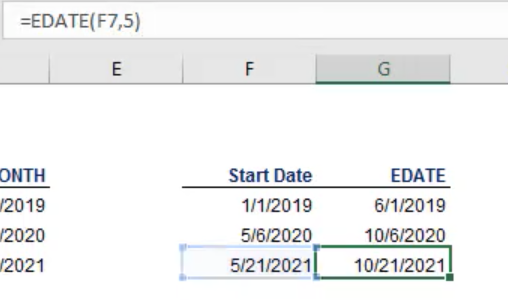 =EDATE(F7,5)
E F G
ONTH Start Date EDATE
/2019 1/1/2019 6/1/2019
/2020 5/6/2020 10/6/2020
/2021 5/21/2021 10/21/2021